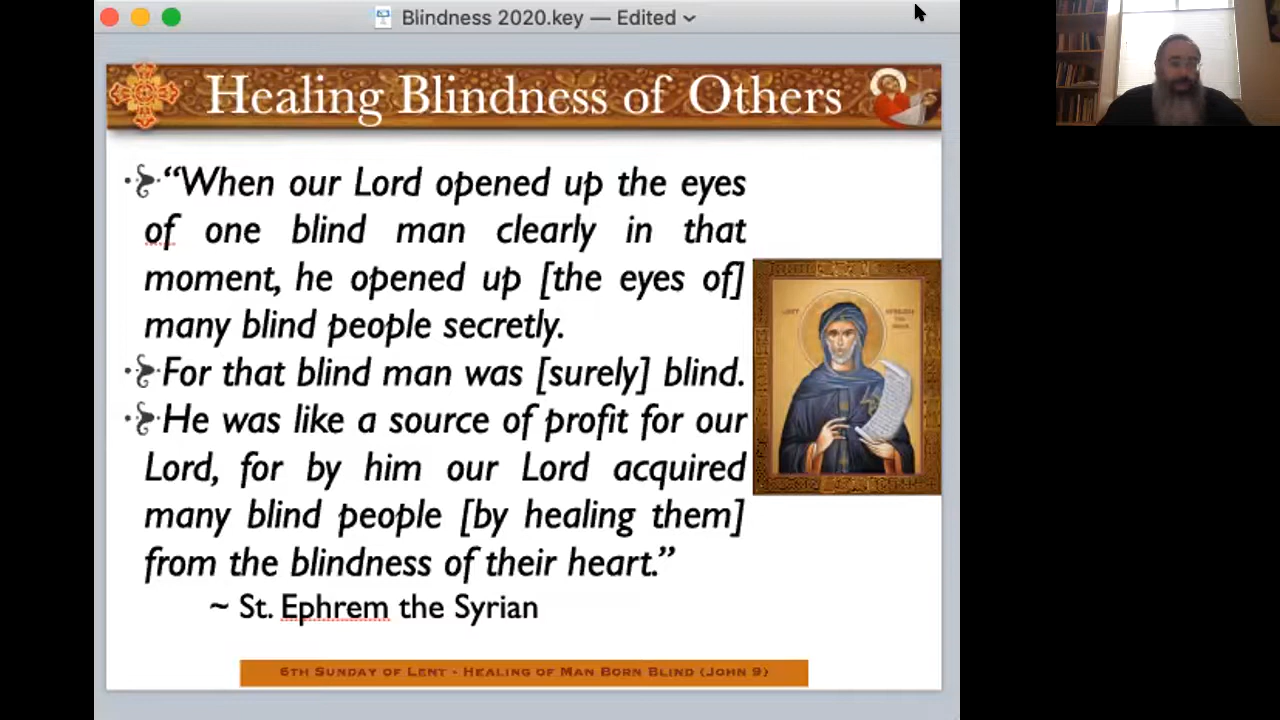 Blindness 2020.key — Edited
Healing Blindness of Others
“When our Lord opened up the eyes
of one blind man clearly in that
moment, he opened up [the eyes of]
many blind people secretly.
For that blind man was [surely] blind.
He was like a source of profit for our
Lord, for by him our Lord acquired
many blind people [by healing them]
from the blindness of their heart.”
~ St. Ephrem the Syrian
6th Sunday of Lent - Healing of Man Born Blind (John 9)